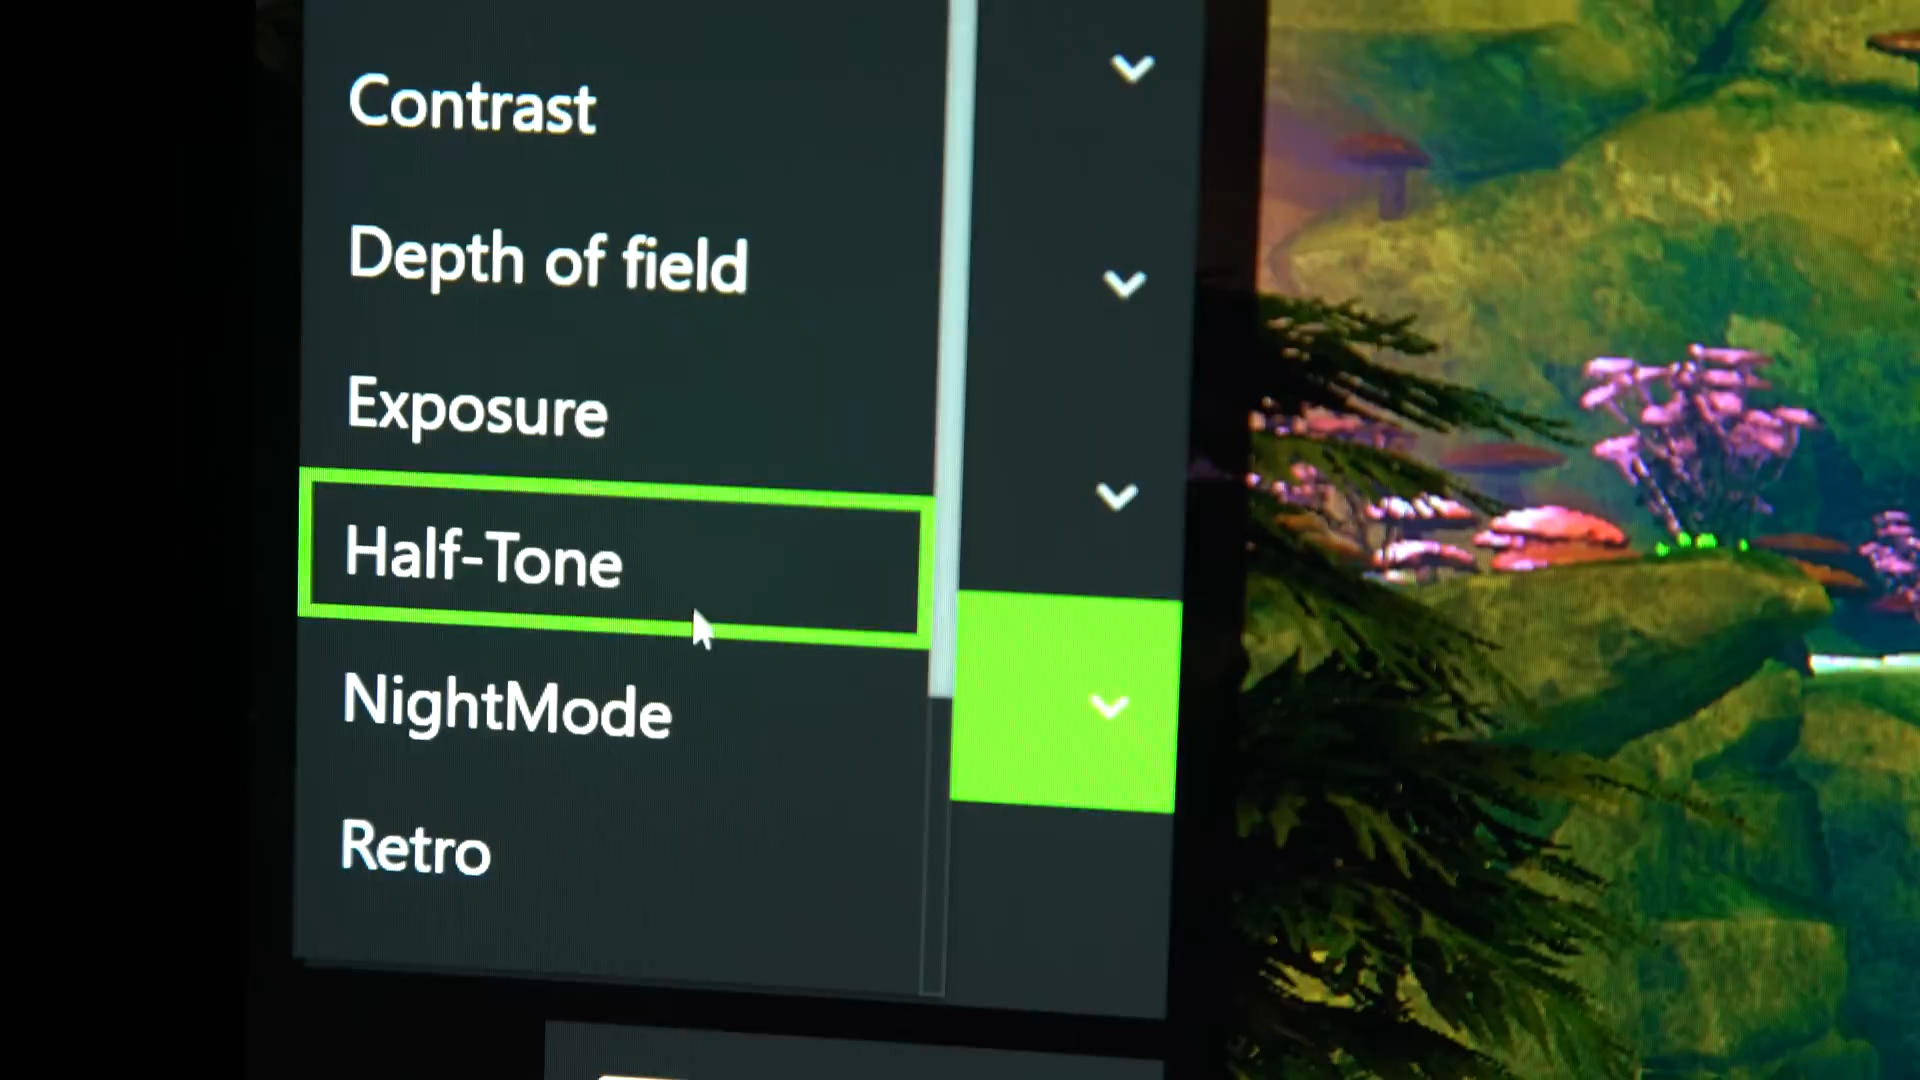 Contrast
Depth of field
Exposure
Half-Tone
NightMode
Retro